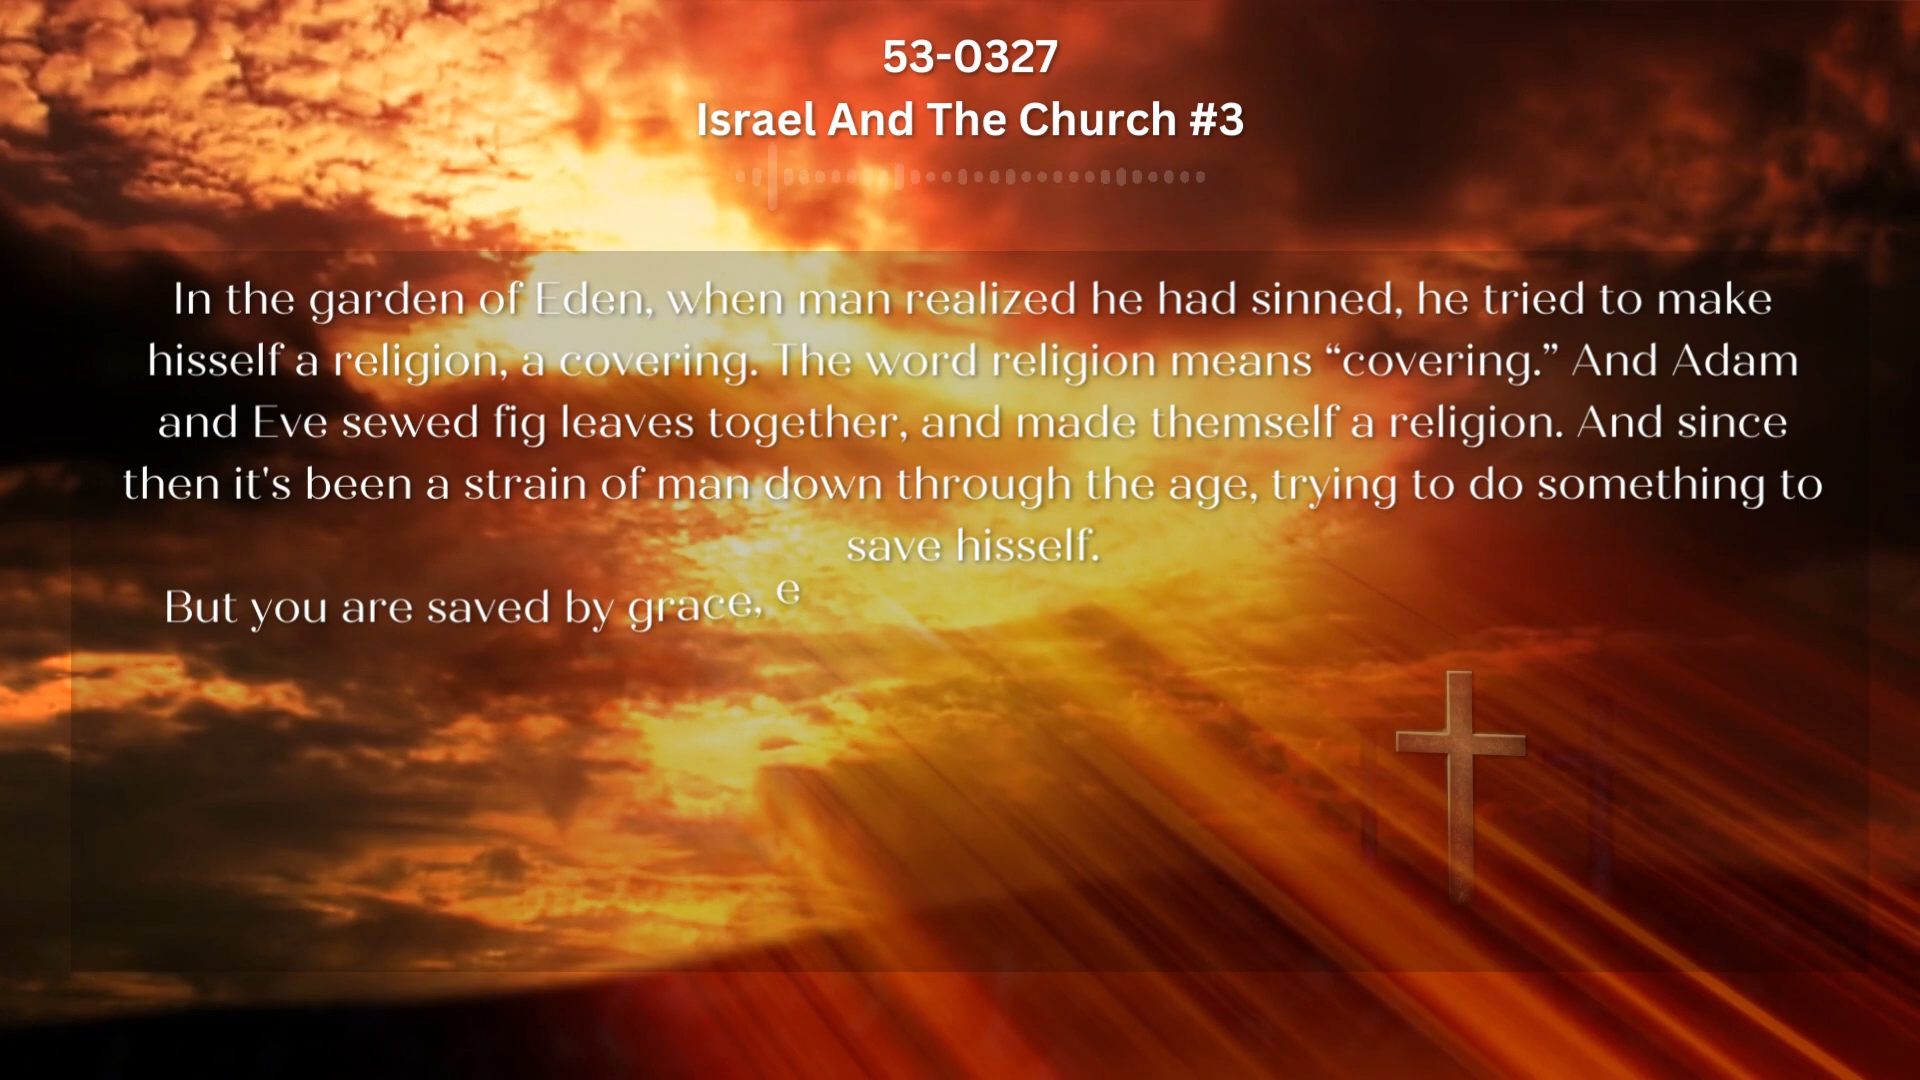 53-0327
Israel And The Church #3
In the garden of Eden, when man realized he had sinned, he tried to make
hisself a religion, a covering. The word religion means “covering.” And Adam
and Eve sewed fig leaves together, and made themself a religion. And since
then it's been a strain of man down through the age, trying to do something to
save hisself.
But you are saved by grace, e